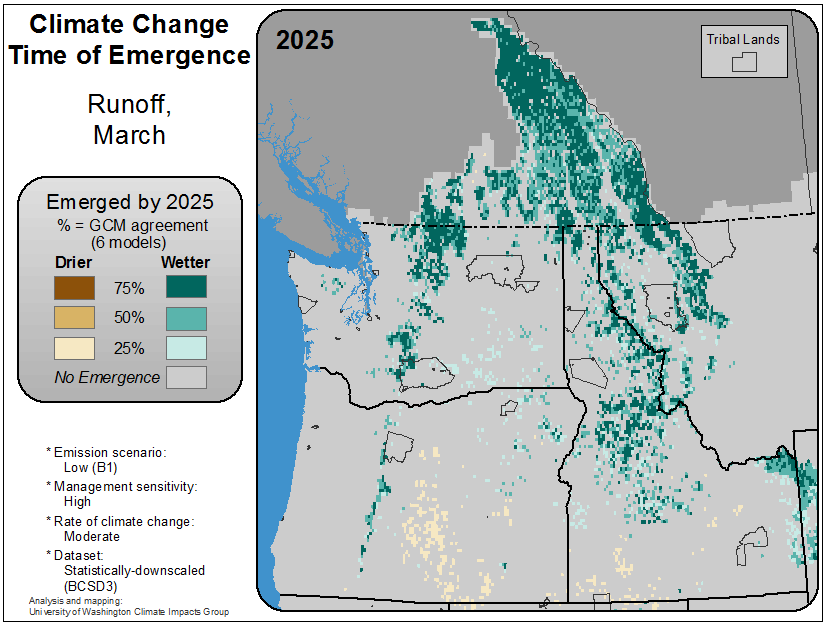 Climate Change
Time of Emergence
Runoff,
March
Emerged by 2025
% = GCM agreement
(6 models)
Drier Wetter
75%
50%
25%
No Emergence
* Emission scenario:
Low (B1)
* Management sensitivity:
High
* Rate of climate change:
Moderate
* Dataset:
Statistically-downscaled
(BCSD3)
Analysis and mapping:
University of Washington Climate Impacts Group
2025
Tribal Lands